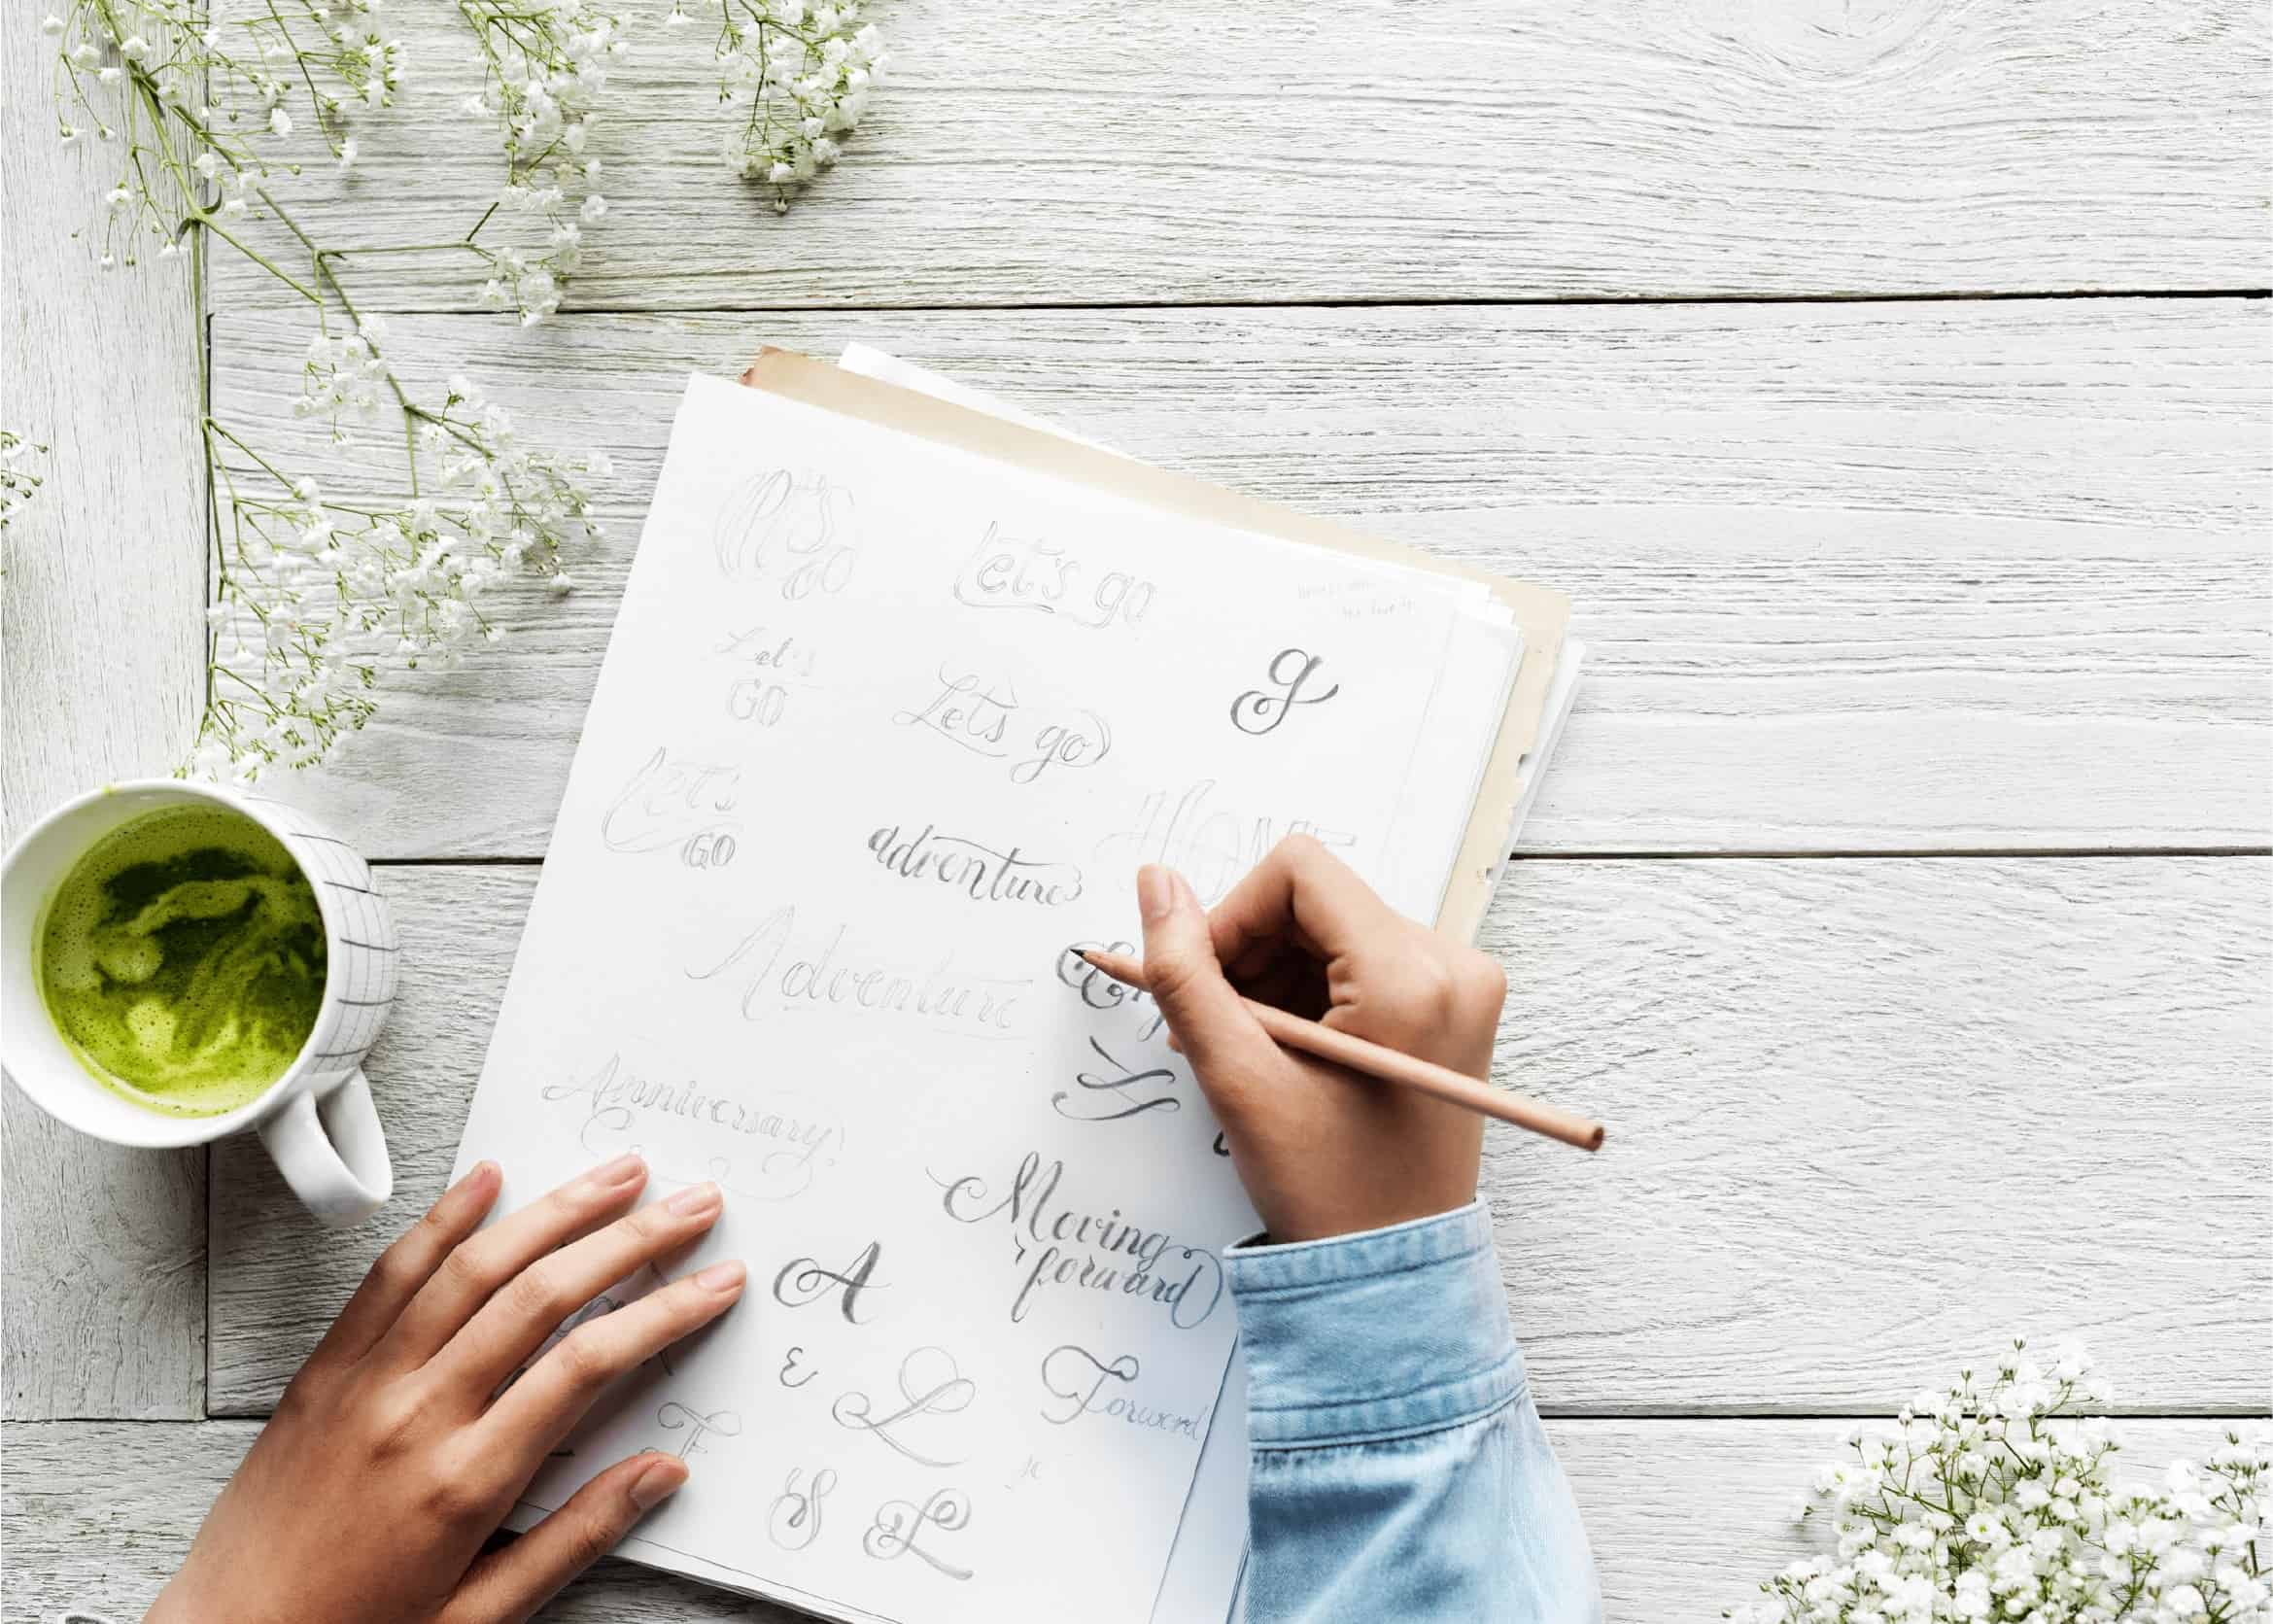 Let's go
let's go
Let's
GO
Let's go
g
Let's
GO
adventure
HOME
Adventure
Anniversary
Moving
forward
A
&
L
Forward
F
S
L